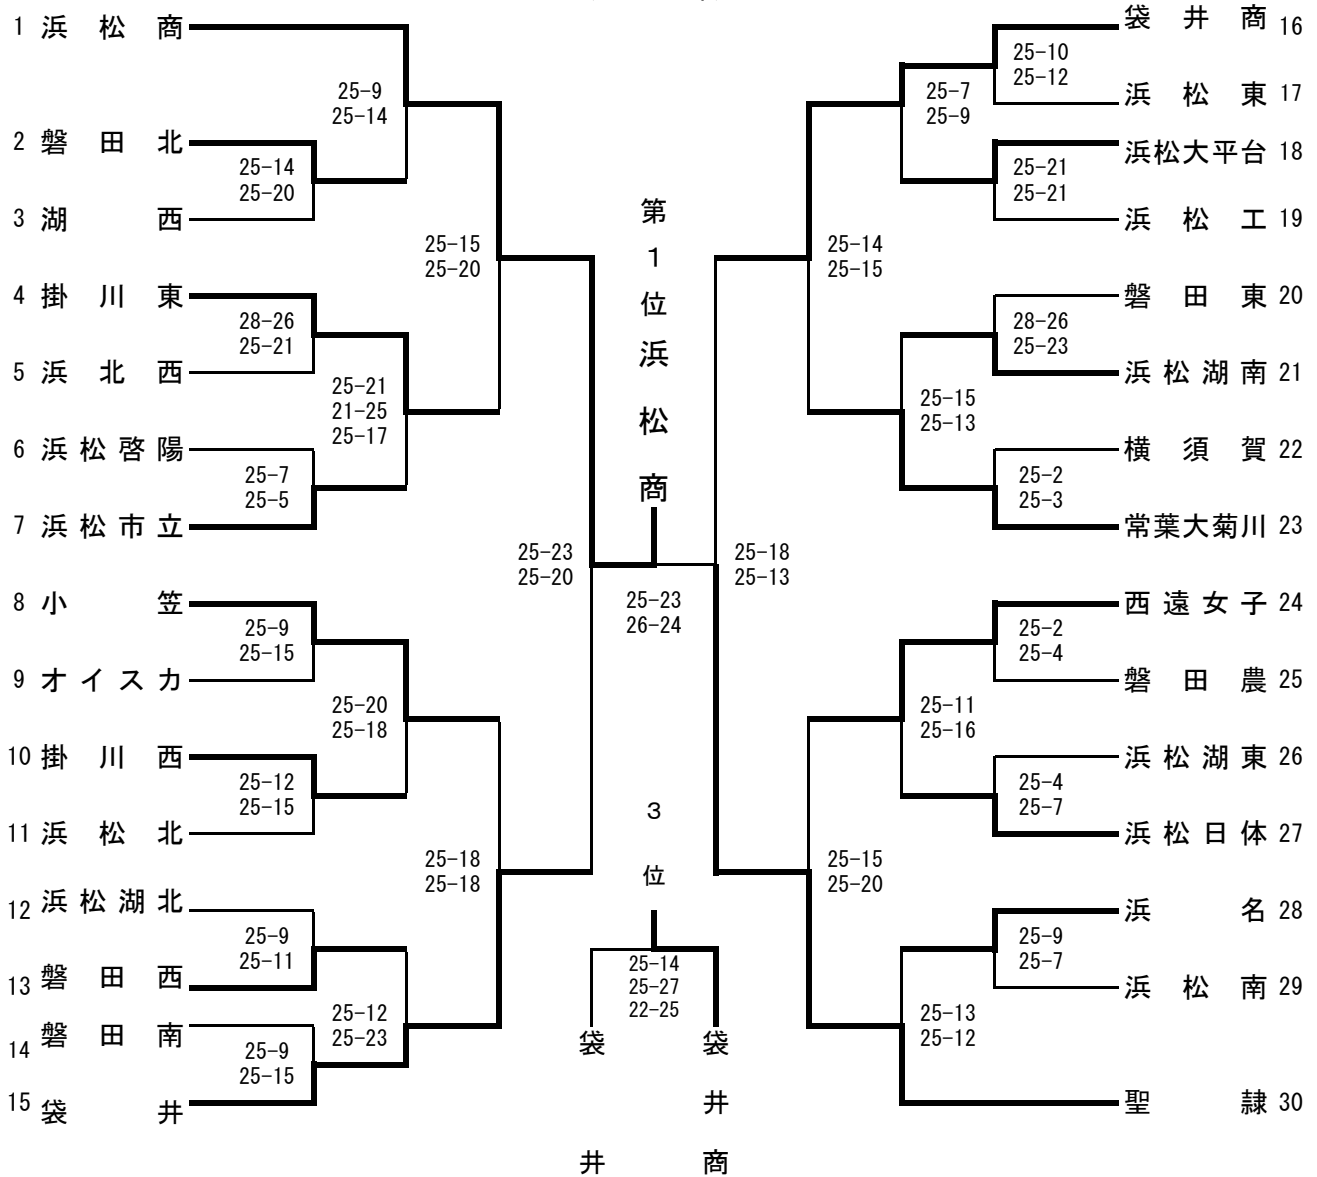 1 浜松商
25-9
25-14
2 磐田北
25-14
25-20
3 湖西
25-15
25-20
4 掛川東
28-26
25-21
5 浜北西
25-21
21-25
25-17
6 浜松啓陽
25-7
25-5
7 浜松市立
25-23
25-20
8 小笠
25-9
25-15
9 オイスカ
25-20
25-18
10 掛川西
25-12
25-15
11 浜松北
25-18
25-18
12 浜松湖北
25-9
25-11
13 磐田西
25-12
25-23
14 磐田南
25-9
25-15
15 袋井
第1位浜松商
25-23
26-24
3位
25-14
25-27
22-25
袋井
袋井商
袋井商 16
25-10
25-12
浜松東 17
25-7
25-9
浜松大平台 18
25-21
25-21
浜松工 19
25-14
25-15
磐田東 20
28-26
25-23
浜松湖南 21
25-15
25-13
横須賀 22
25-2
25-3
常葉大菊川 23
25-18
25-13
西遠女子 24
25-2
25-4
磐田農 25
25-11
25-16
浜松湖東 26
25-4
25-7
浜松日体 27
25-15
25-20
浜名 28
25-9
25-7
浜松南 29
25-13
25-12
聖隷 30